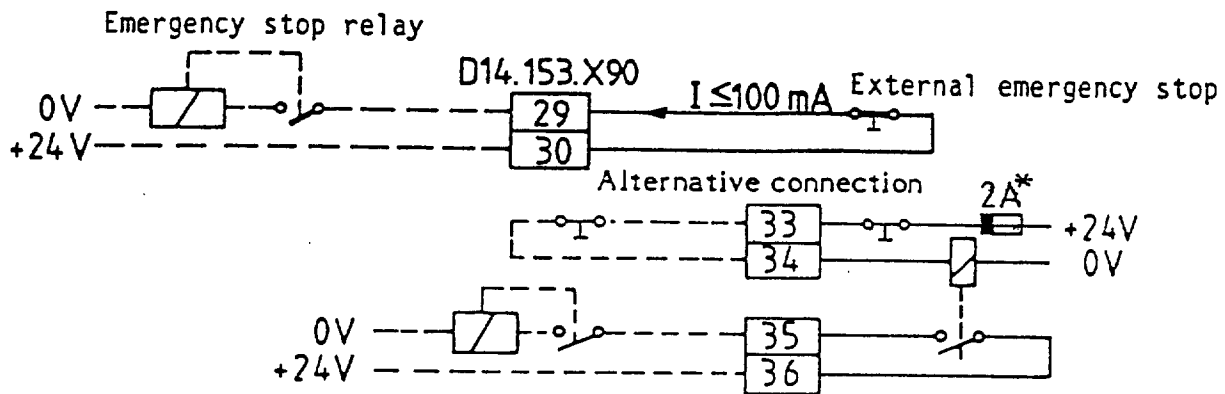 Emergency stop relay
D14.153.X90
I ≤100 mA
External emergency stop
0V
29
+24V
30
Alternative connection
2A*
33
+24V
34
0V
0V
35
+24V
36